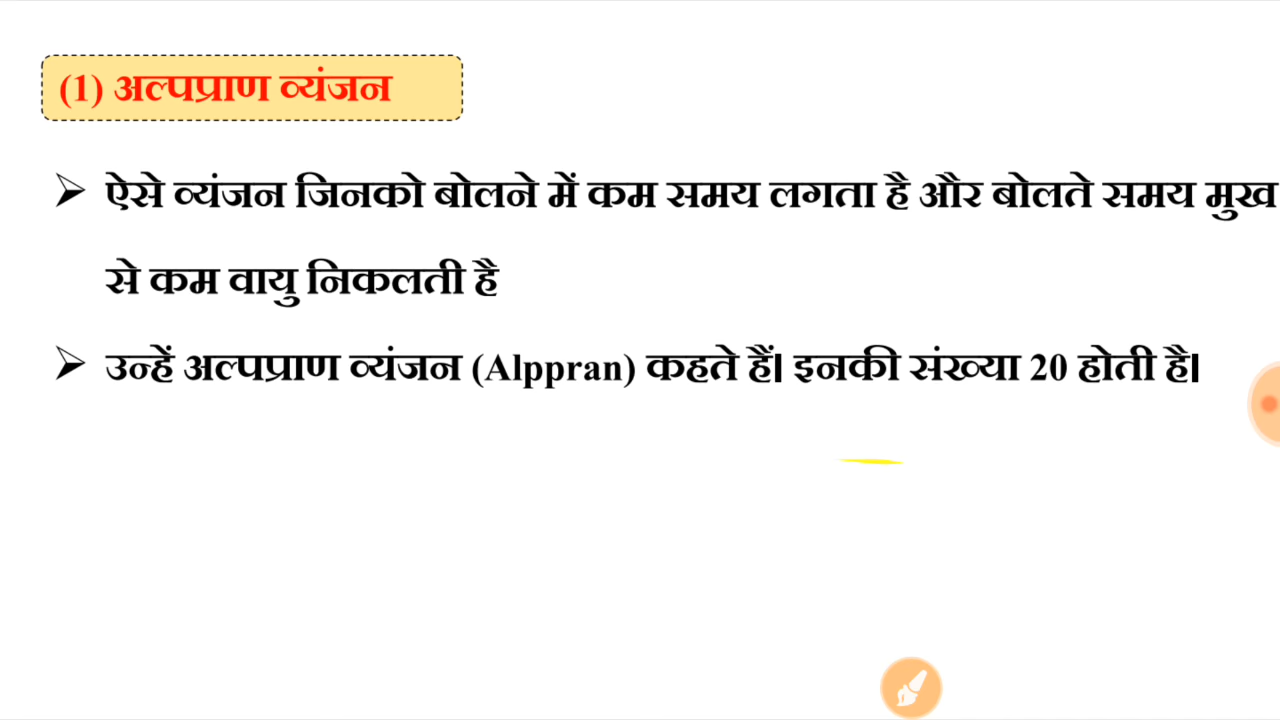 (1) अल्पप्राण व्यंजन
➢ ऐसे व्यंजन जिनको बोलने में कम समय लगता है और बोलते समय मुख
से कम वायु निकलती है
➢ उन्हें अल्पप्राण व्यंजन (Alppran) कहते हैं। इनकी संख्या 20 होती है।